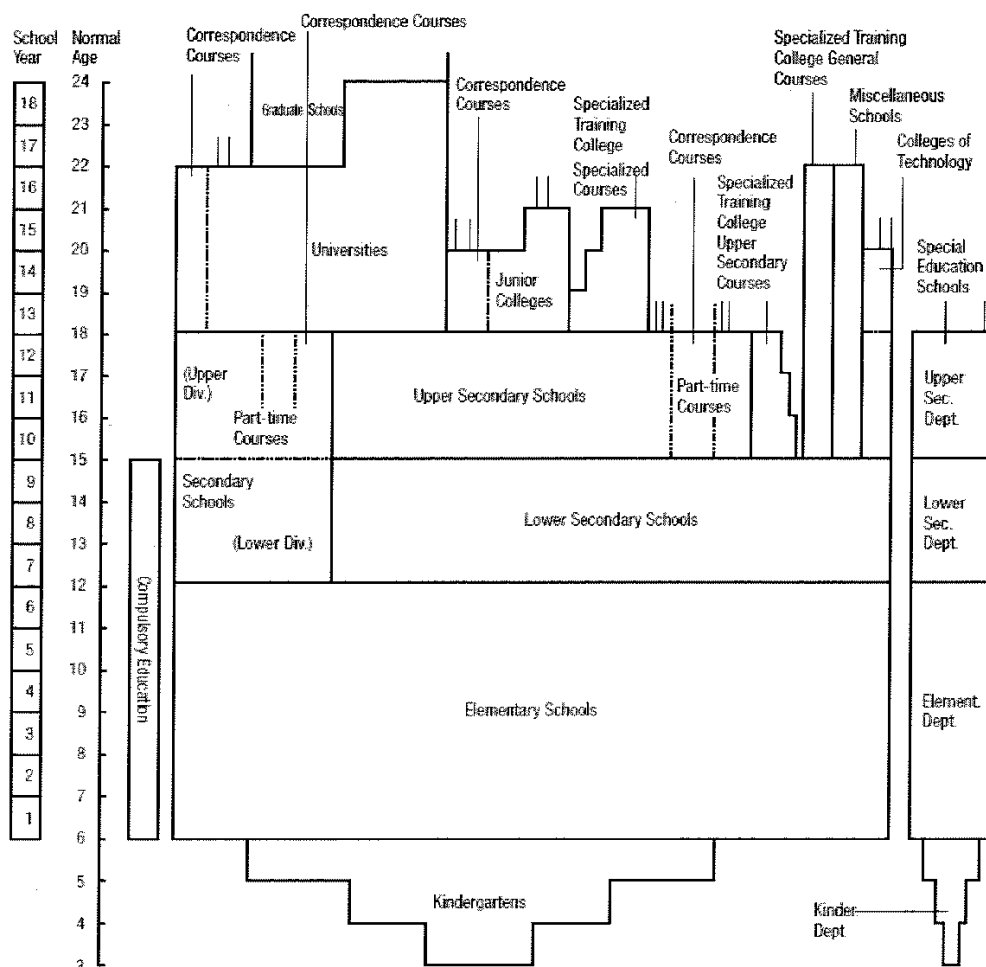 School
Year
Normal
Age
Correspondence
Courses
Correspondence Courses
Graduate Schools
Correspondence
Courses
Specialized
Training
College
Specialized
Courses
Correspondence
Courses
Specialized
Training
College
Upper
Secondary
Courses
Specialized Training
College General
Courses
Miscellaneous
Schools
Colleges of
Technology
Special
Education
Schools
Universities
Junior
Colleges
(Upper
Div.)
Part-time
Courses
Upper Secondary Schools
Part-time
Courses
Upper
Sec.
Dept.
Secondary
Schools
(Lower Div.)
Lower Secondary Schools
Lower
Sec.
Dept.
Compulsory Education
Elementary Schools
Element.
Dept.
Kindergartens
Kinder
Dept
18
17
16
15
14
13
12
11
10
9
8
7
6
5
4
3
2
1
24
23
22
21
20
19
18
17
16
15
14
13
12
11
10
9
8
7
6
5
4
3